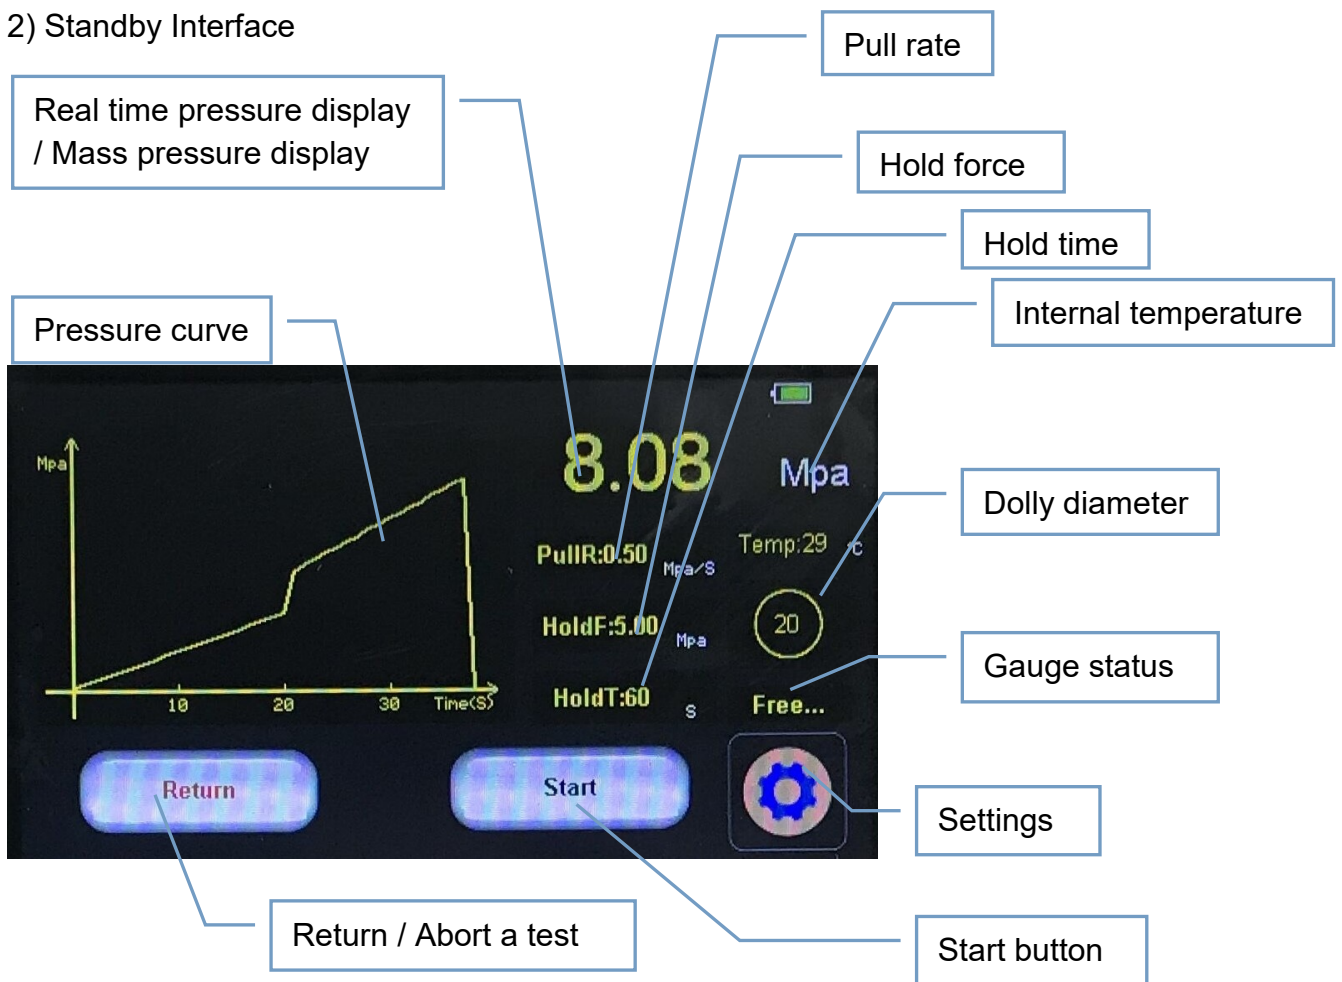 2) Standby Interface
Pull rate
Real time pressure display
/ Mass pressure display
Hold force
Hold time
Internal temperature
Pressure curve
Mpa
8.08
Mpa
Dolly diameter
PullR:0.50 Mpa/S
Temp:29 °C
HoldF:5.00 Mpa
20
Gauge status
HoldT:60 S
Free...
10 20 30 Time(S)
Return
Start
Settings
Return / Abort a test
Start button